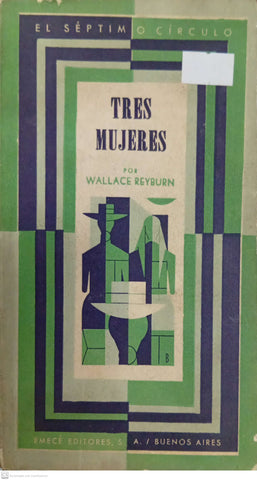 EL SÉPTIMO CÍRCULO
TRES
MUJERES
POR
WALLACE REYBURN
B
EMECÉ EDITORES, S. A. / BUENOS AIRES